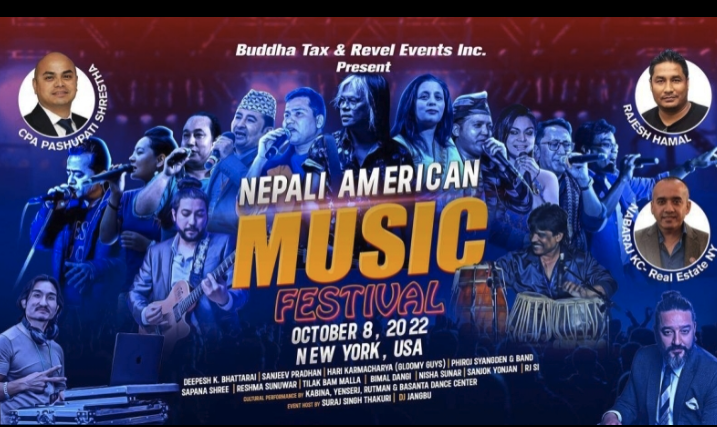 Buddha Tax & Revel Events Inc.
Present
CPA PASHUPATI SHRESTHA
RAJESH HAMAL
NABARAJ KC- Real Estate NY
NEPALI AMERICAN
MUSIC
FESTIVAL
OCTOBER 8, 2022
NEW YORK, USA
DEEPESH K. BHATTARAI | SANJEEV PRADHAN | HARI KARMACHARYA (GLOOMY GUYS) | PHIROJ SYANGDEN & BAND
SAPANA SHREE | RESHMA SUNUWAR | TILAK BAM MALLA | BIMAL DANGI | NISHA SUNAR | SANJOK YONJAN | RJ SI
CULTURAL PERFORMANCE BY KABINA, YENSERI, RUTMAN & BASANTA DANCE CENTER
EVENT HOST BY SURAJ SINGH THAKURI | DJ JANGBU